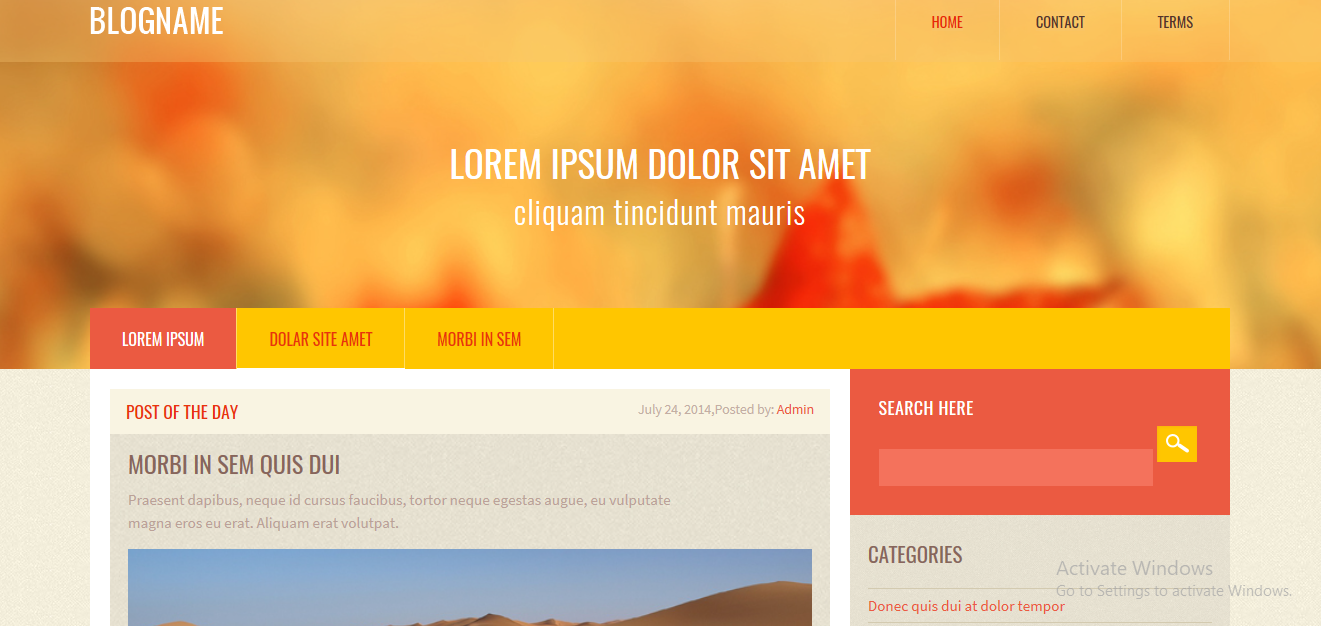 BLOGNAME
HOME
CONTACT
TERMS
LOREM IPSUM DOLOR SIT AMET
cliquam tincidunt mauris
LOREM IPSUM
DOLAR SITE AMET
MORBI IN SEM
POST OF THE DAY
July 24, 2014,Posted by: Admin
MORBI IN SEM QUIS DUI
Praesent dapibus, neque id cursus faucibus, tortor neque egestas augue, eu vulputate
magna eros eu erat. Aliquam erat volutpat.
SEARCH HERE
CATEGORIES
Donec quis dui at dolor tempor
Activate Windows
Go to Settings to activate Windows.